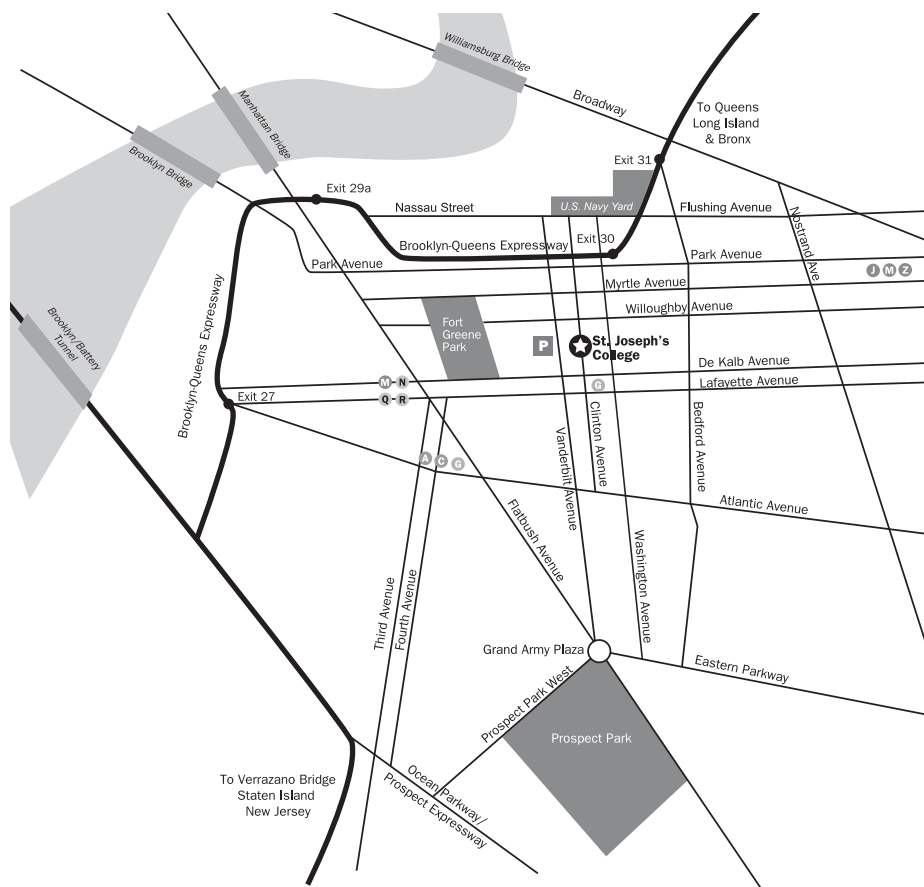 Williamsburg Bridge
Manhattan Bridge
Broadway
To Queens
Long Island
& Bronx
Brooklyn Bridge
Exit 31
Exit 29a
U.S. Navy Yard
Nassau Street
Flushing Avenue
Nostrand Ave
Exit 30
Brooklyn-Queens Expressway
Park Avenue
Park Avenue
J M Z
Myrtle Avenue
Willoughby Avenue
Brooklyn/Battery
Tunnel
Brooklyn-Queens Expressway
Fort
Greene
Park
P
St. Joseph's
College
De Kalb Avenue
Lafayette Avenue
M N
Q R
G
Exit 27
Clinton Avenue
Vanderbilt Avenue
Bedford Avenue
A C G
Atlantic Avenue
Flatbush Avenue
Washington Avenue
Third Avenue
Fourth Avenue
Grand Army Plaza
Eastern Parkway
Prospect Park West
Prospect Park
To Verrazano Bridge
Staten Island
New Jersey
Ocean Parkway/
Prospect Expressway